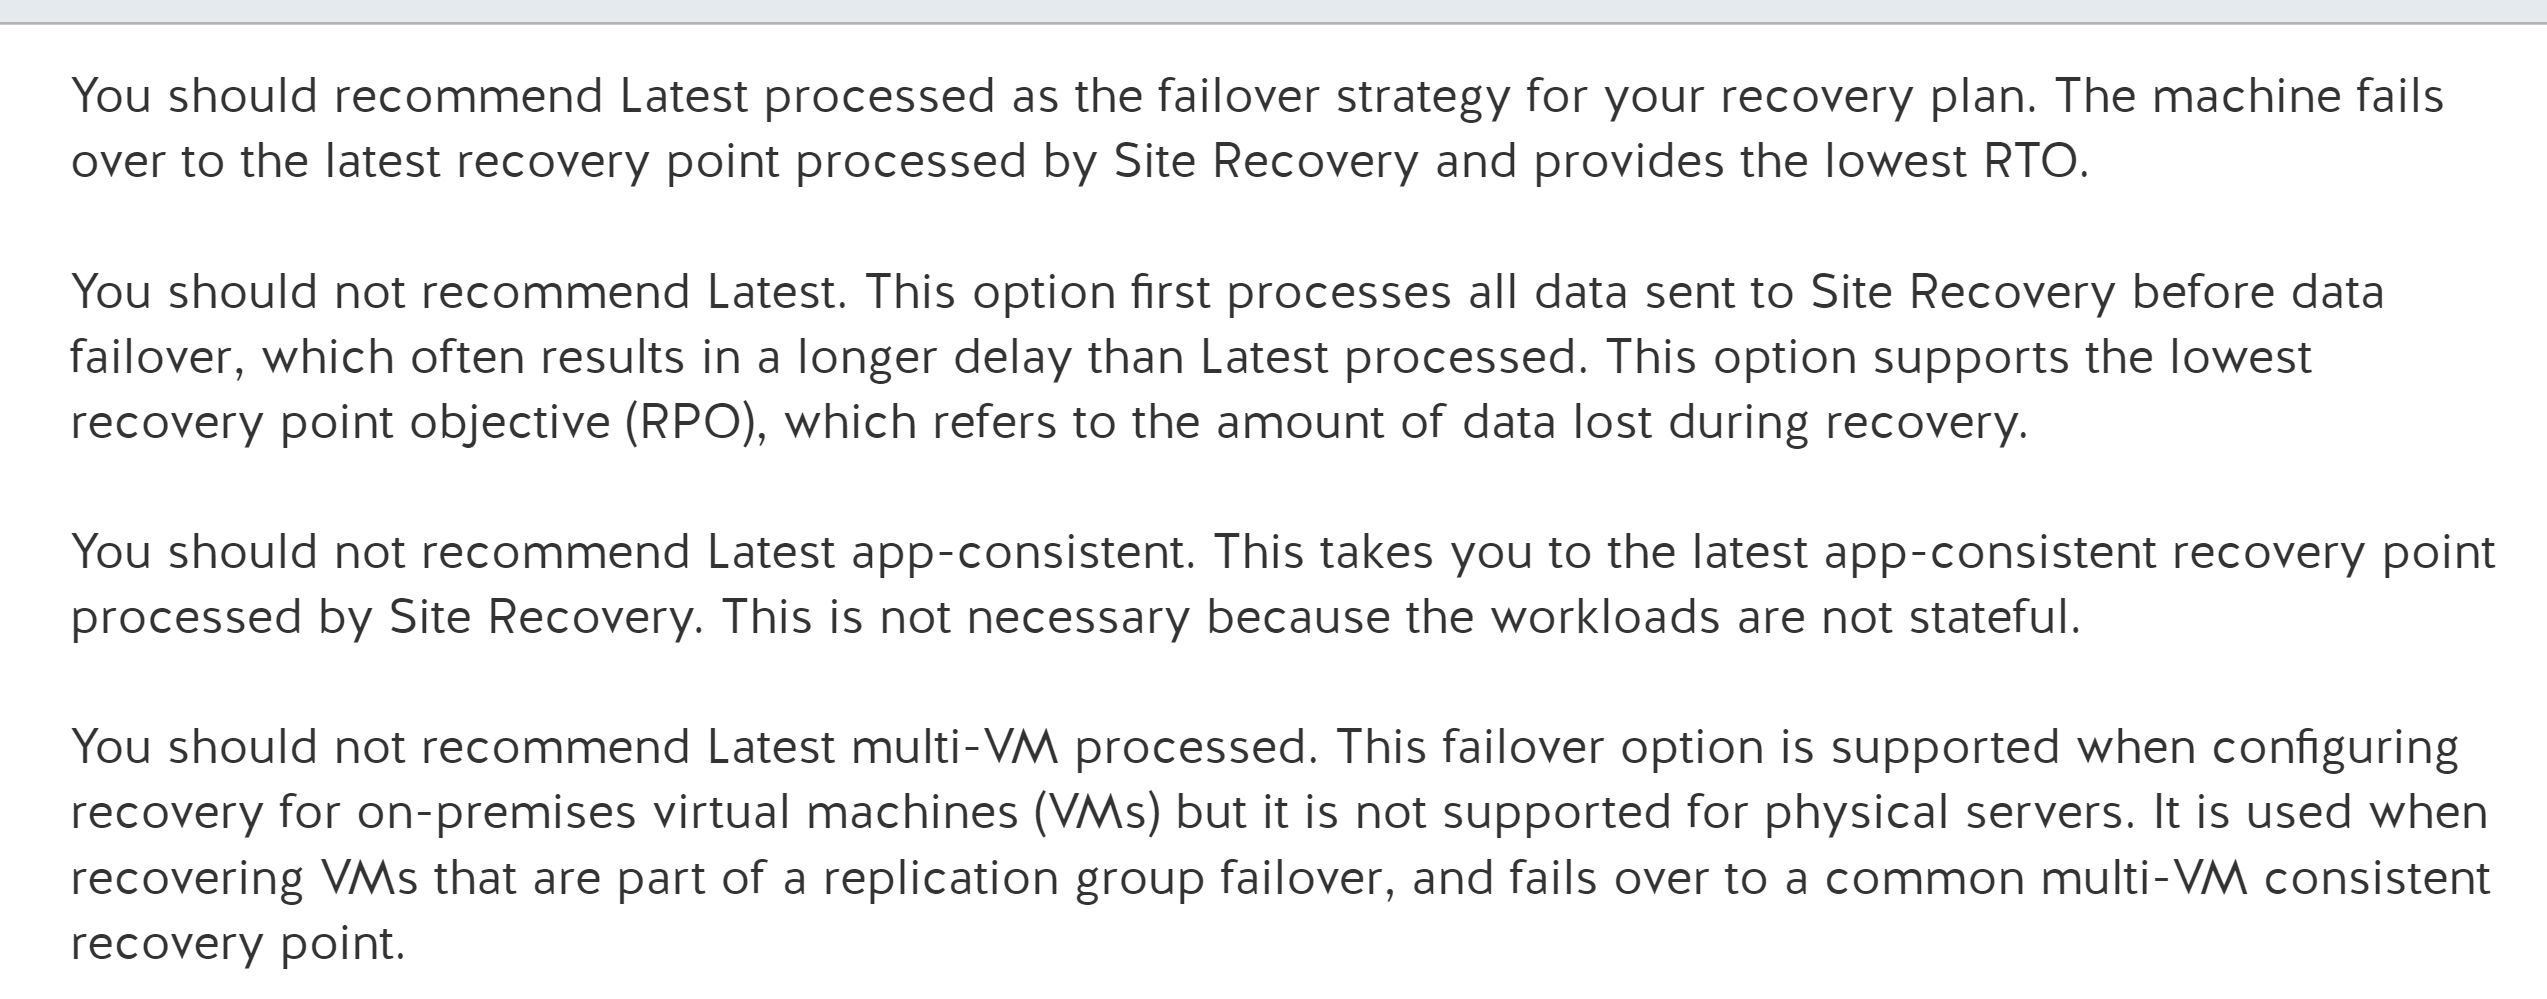 You should recommend Latest processed as the failover strategy for your recovery plan. The machine fails
over to the latest recovery point processed by Site Recovery and provides the lowest RTO.
You should not recommend Latest. This option first processes all data sent to Site Recovery before data
failover, which often results in a longer delay than Latest processed. This option supports the lowest
recovery point objective (RPO), which refers to the amount of data lost during recovery.
You should not recommend Latest app-consistent. This takes you to the latest app-consistent recovery point
processed by Site Recovery. This is not necessary because the workloads are not stateful.
You should not recommend Latest multi-VM processed. This failover option is supported when configuring
recovery for on-premises virtual machines (VMs) but it is not supported for physical servers. It is used when
recovering VMs that are part of a replication group failover, and fails over to a common multi-VM consistent
recovery point.